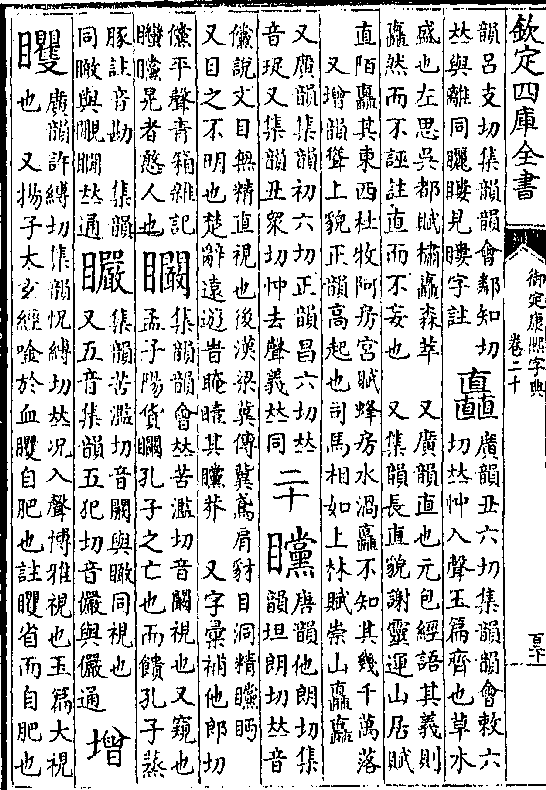 欽定四庫全書
御定康熙字典
卷二十
韻呂支切集韻韻會鄰知切
𠀤與離同矖瞜見瞜字註
矗
廣韻丑六切集韻韻會敕六
切𠀤忡入聲玉篇齊也草木
盛也左思吳都賦橚矗森萃　又廣韻直也元包經語其義則
矗然而不誣註直而不妄也　又集韻長直貌謝靈運山居賦
直陌矗其東西杜牧阿房宮賦蜂房水渦矗不知其幾千萬落
又增韻聳上貌正韻高起也司馬相如上林賦崇山矗矗
又廣韻集韻初六切正韻昌六切𠀤
音珿又集韻丑衆切忡去聲義𠀤同
二十
矘
唐韻他朗切集
韻坦朗切𠀤音
儻說文目無精直視也後漢梁冀傳冀鳶肩豺目洞精矘眄
又目之不明也楚辭遠遊旹曖曃其矘莽　又字彙補他郎切
儻平聲青箱雜記
矘晃者憨人也
矙
集韻韻會𠀤苦濫切音闞視也又窺也
孟子陽貨矙孔子之亡也而饋孔子蒸
豚註音勘　集韻
同瞰與𠀤通
集韻苦濫切音闞與瞰同視也
又五音集韻五犯切音儼與儼通
增
矆
廣韻許縛切集韻怳縛切𠀤況入聲博雅視也玉篇大視
也　又揚子太玄經噲於血矆自肥也註矆省而自肥也